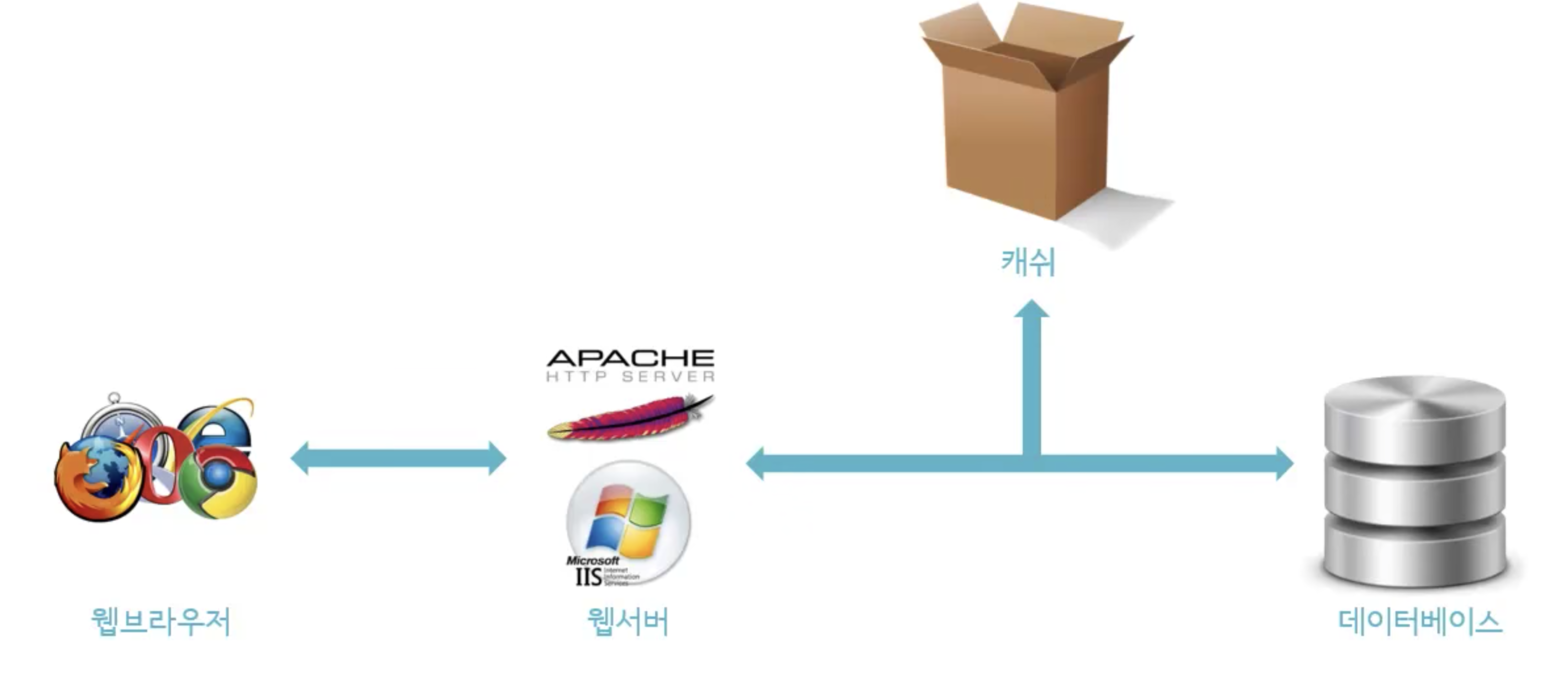 캐쉬
APACHE
HTTP SERVER
Microsoft
IIS
Internet
Information
Services
웹브라우저
웹서버
데이터베이스